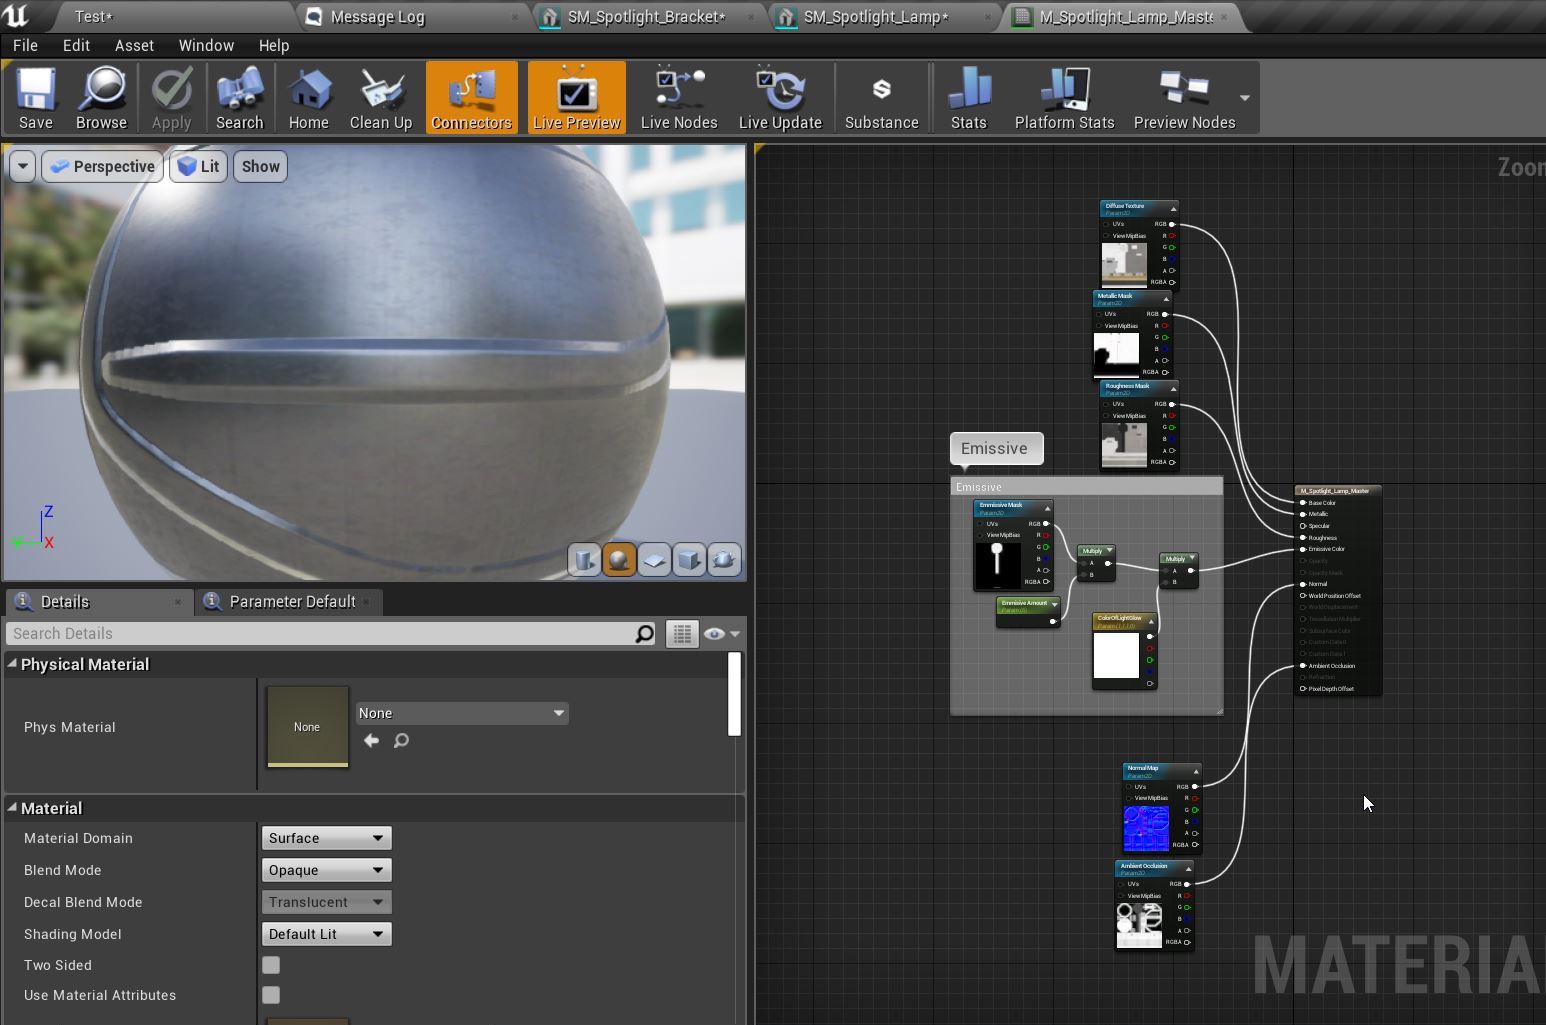 Test*
Message Log
SM_Spotlight_Bracket*
SM_Spotlight_Lamp*
M_Spotlight_Lamp_Maste
File Edit Asset Window Help
Save
Browse
Apply
Search
Home
Clean Up
Connectors
Live Preview
Live Nodes
Live Update
Substance
Stats
Platform Stats
Preview Nodes
Perspective
Lit
Show
Z
Y
X
Details
Parameter Default
Search Details
Physical Material
Phys Material
None
None
Material
Material Domain
Surface
Blend Mode
Opaque
Decal Blend Mode
Translucent
Shading Model
Default Lit
Two Sided
Use Material Attributes
Zoom
Diffuse Texture
Param2D
UVs RGB
View MipBias R
G
B
A
RGBA
Metallic Mask
Param2D
UVs RGB
View MipBias R
G
B
A
RGBA
Roughness Mask
Param2D
UVs RGB
View MipBias R
G
B
A
RGBA
Emissive
Emissive
Emmissive Mask
Param2D
UVs RGB
View MipBias R
G
B
A
RGBA
Multiply
A
B
Multiply
A
B
Emmisive Amount
ColorOfLightGlow
Param (1,1,1,0)
M_Spotlight_Lamp_Master
Base Color
Metallic
Specular
Roughness
Emissive Color
Opacity
Opacity Mask
Normal
World Position Offset
World Displacement
Tessellation Multiplier
Subsurface Color
Custom Data 0
Custom Data 1
Ambient Occlusion
Refraction
Pixel Depth Offset
Normal Map
Param2D
UVs RGB
View MipBias R
G
B
A
RGBA
Ambient Occlusion
Param2D
UVs RGB
View MipBias R
G
B
A
RGBA
MATERIA